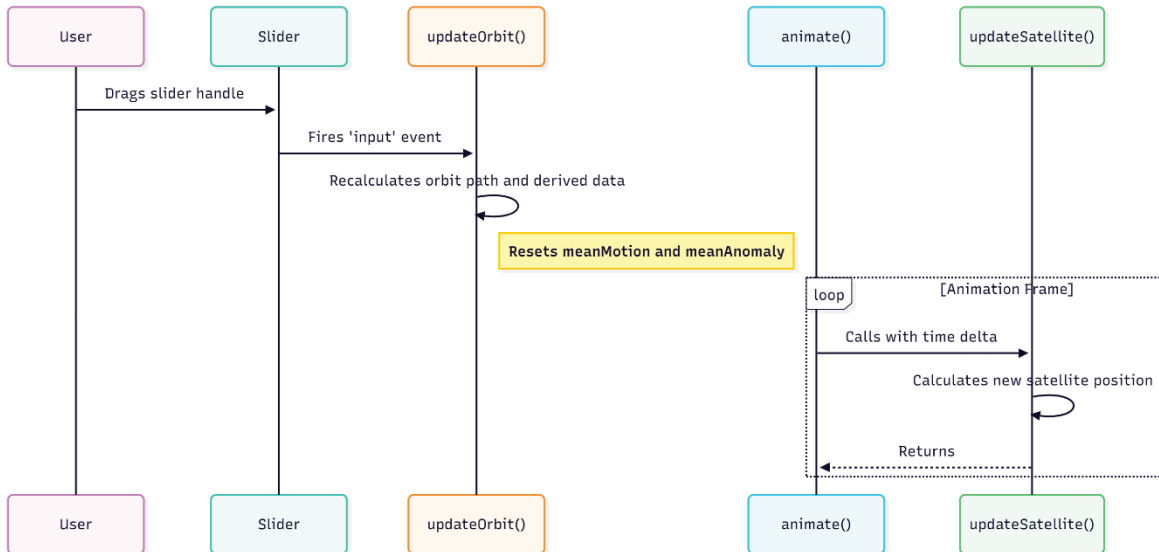 User
Slider
updateOrbit()
animate()
updateSatellite()
Drags slider handle
Fires 'input' event
Recalculates orbit path and derived data
Resets meanMotion and meanAnomaly
loop
[Animation Frame]
Calls with time delta
Calculates new satellite position
Returns
User
Slider
updateOrbit()
animate()
updateSatellite()